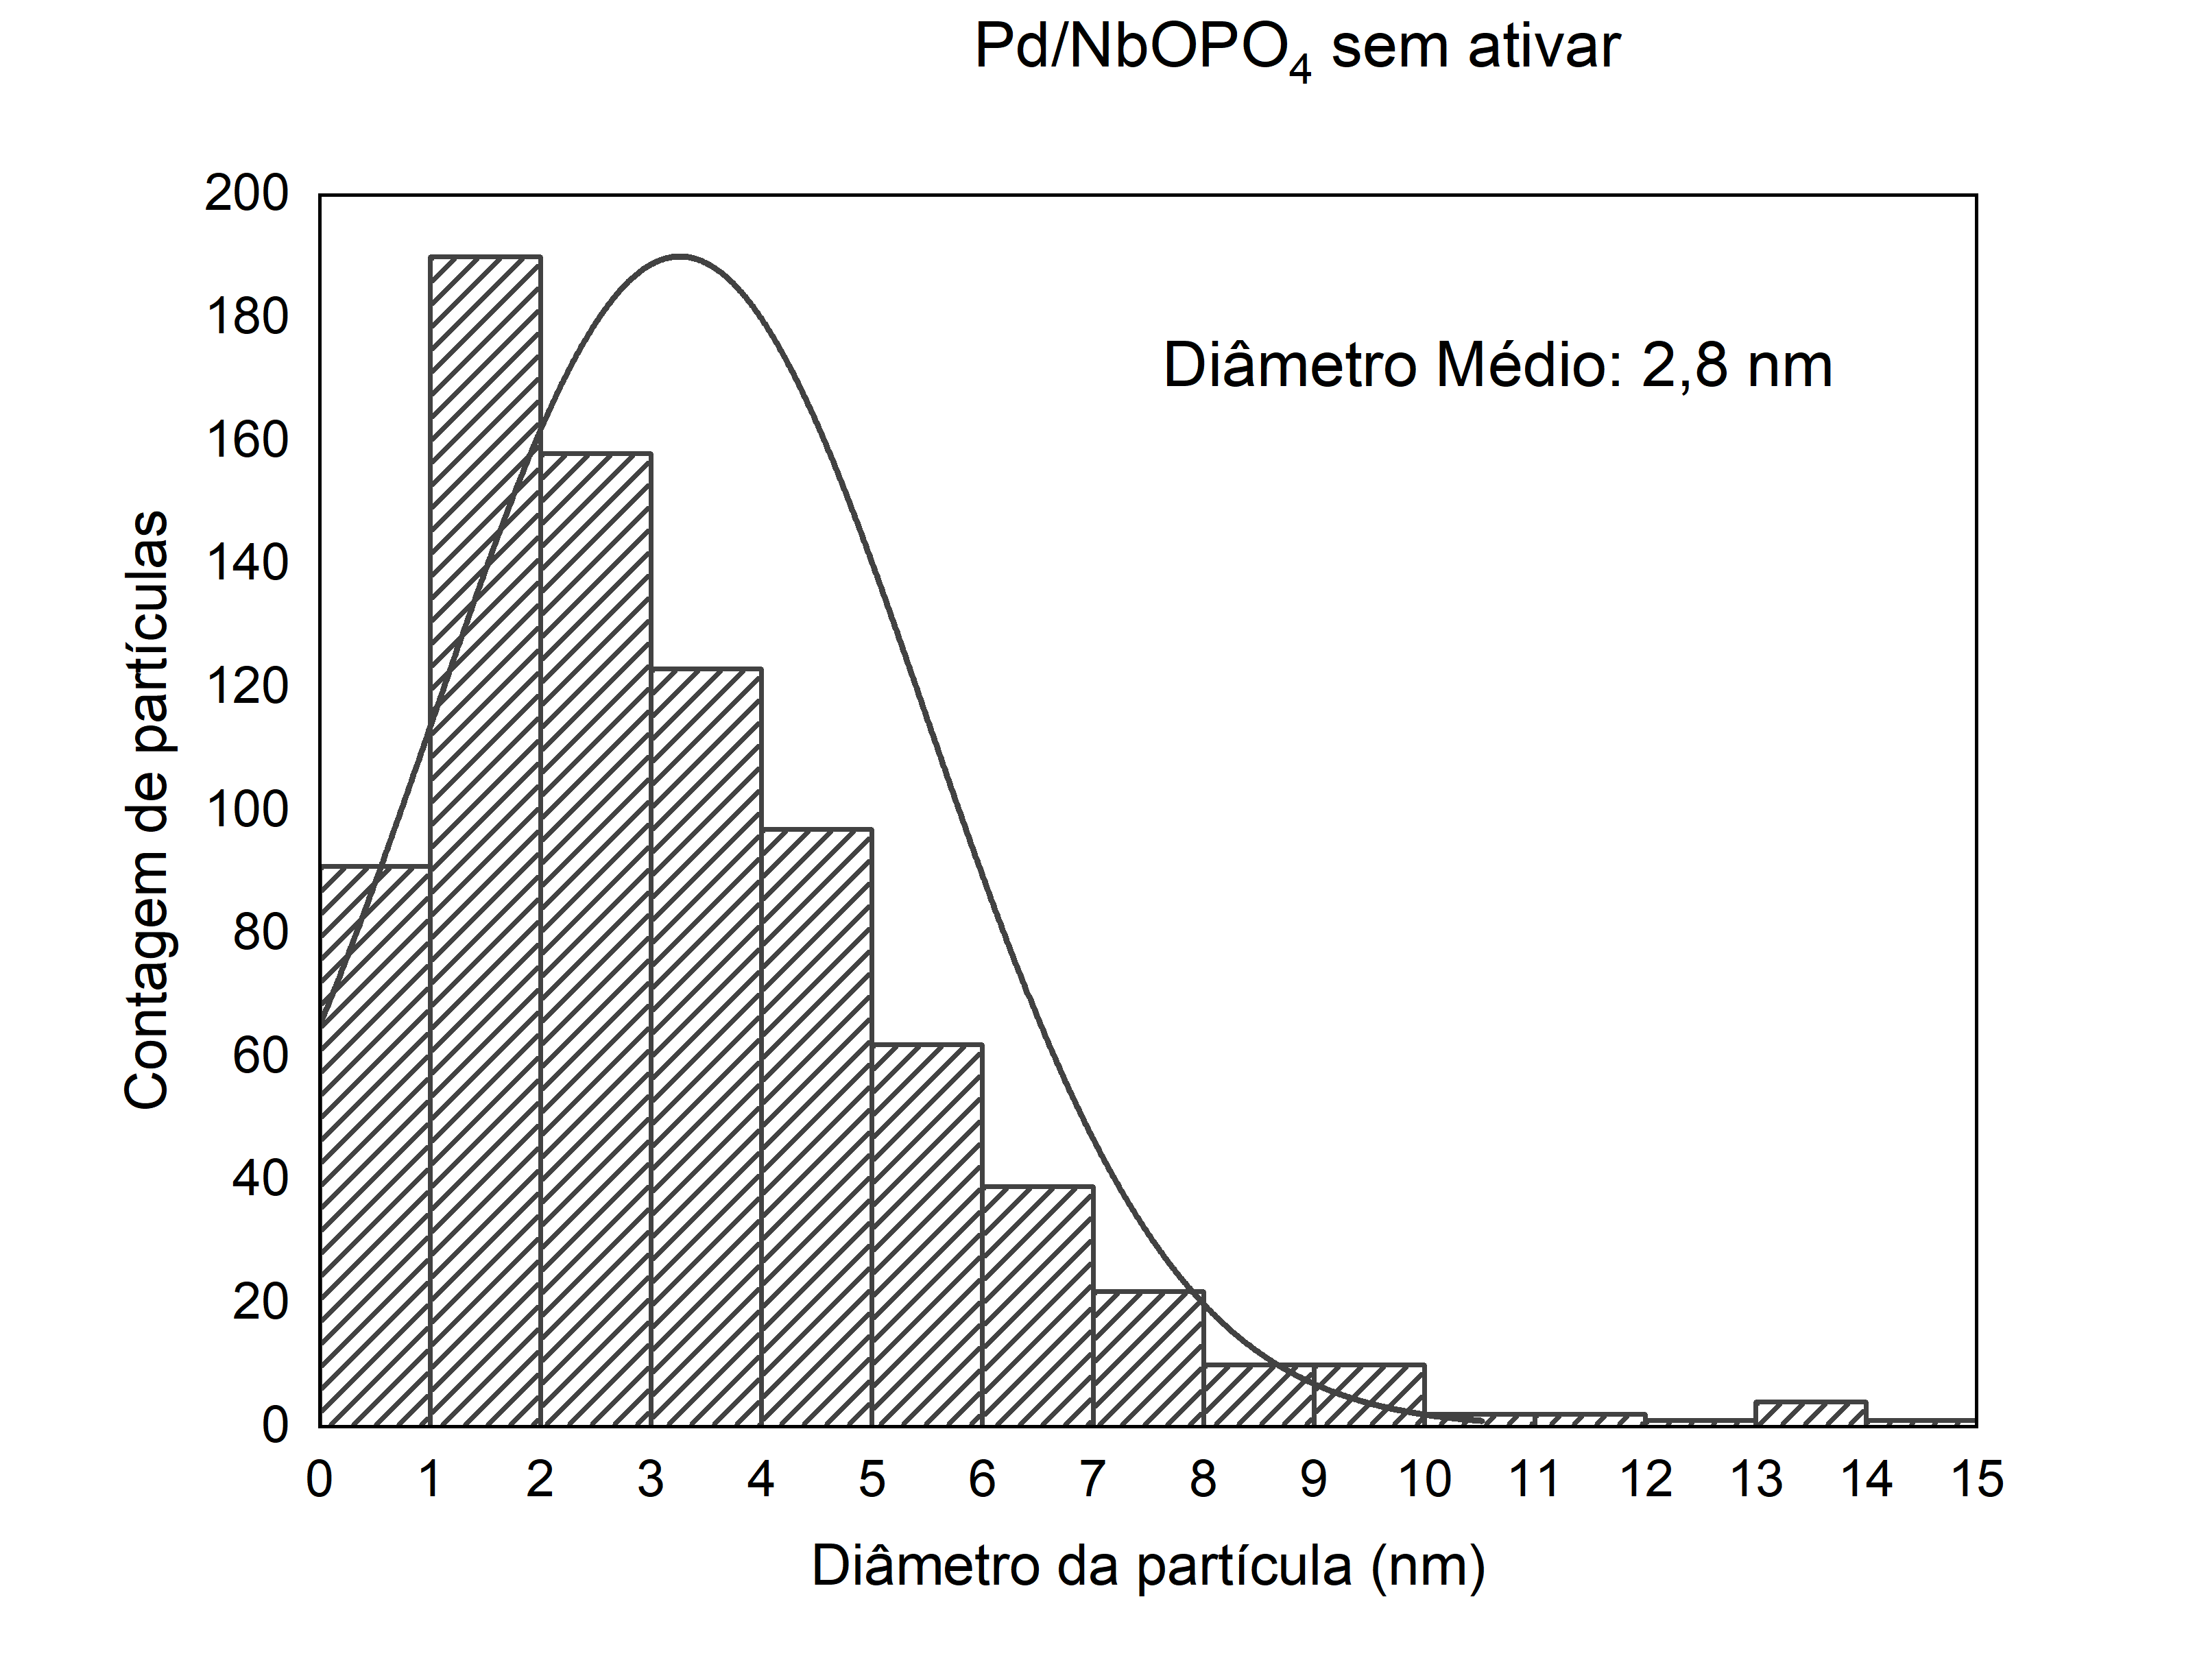 Pd/NbOPO4 sem ativar
200
180
160
140
120
100
80
60
40
20
0
Contagem de partículas
Diâmetro Médio: 2,8 nm
0 1 2 3 4 5 6 7 8 9 10 11 12 13 14 15
Diâmetro da partícula (nm)